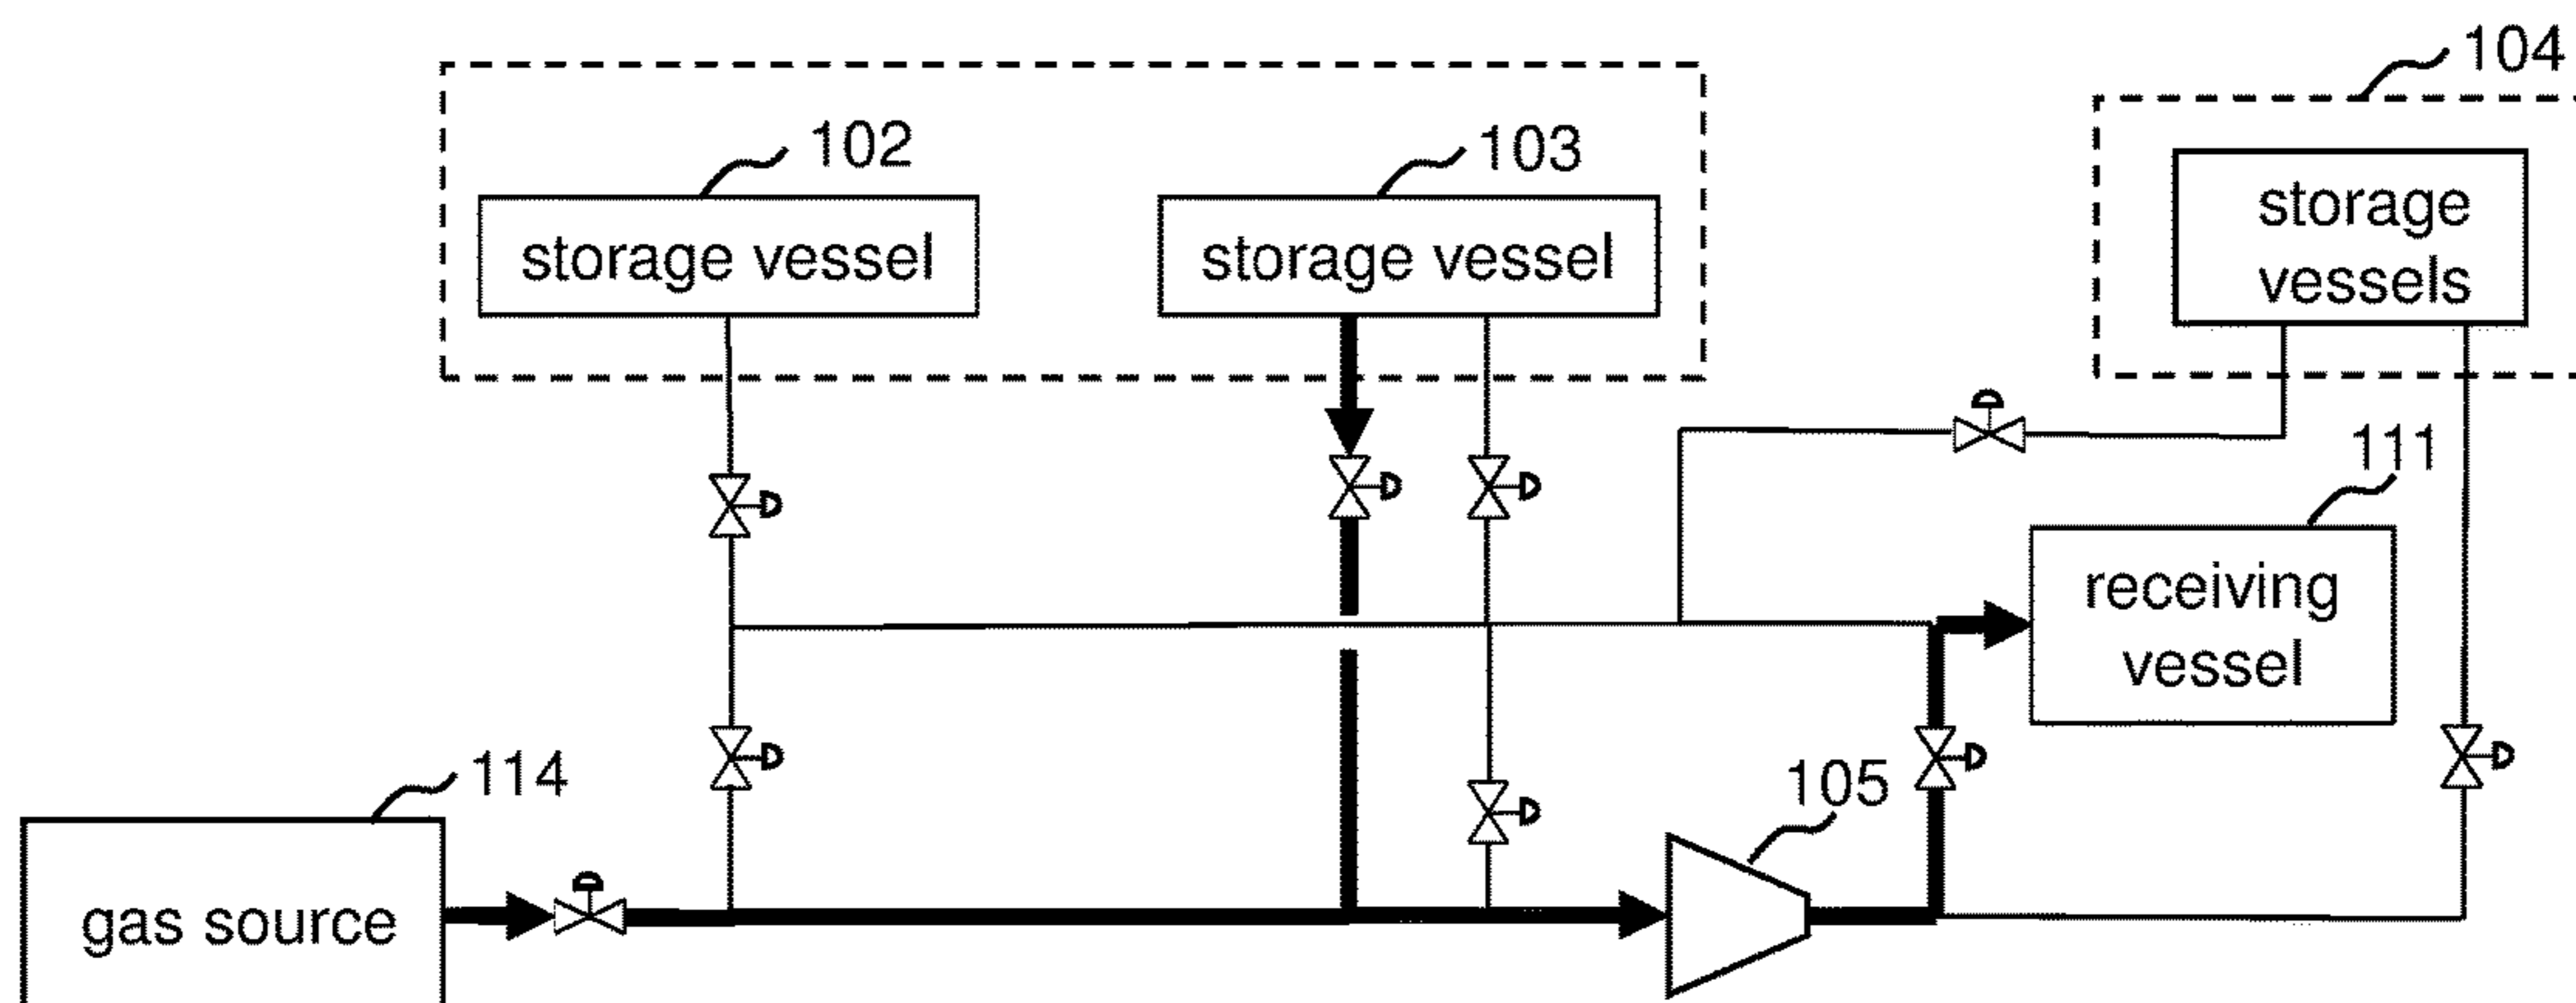 104
102
103
storage vessel
storage vessel
storage
vessels
111
receiving
vessel
114
105
gas source